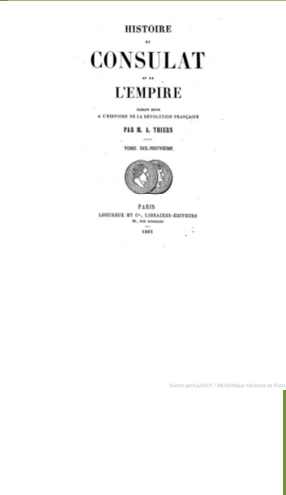 HISTOIRE
DU
CONSULAT
ET DE
L'EMPIRE
FAISANT SUITE
A L'HISTOIRE DE LA RÉVOLUTION FRANÇAISE
PAR M. A. THIERS
TOME DIX-NEUVIÈME
PARIS
LHEUREUX ET Cie, LIBRAIRES-ÉDITEURS
1861
Source gallica.bnf.fr / Bibliothèque nationale de France